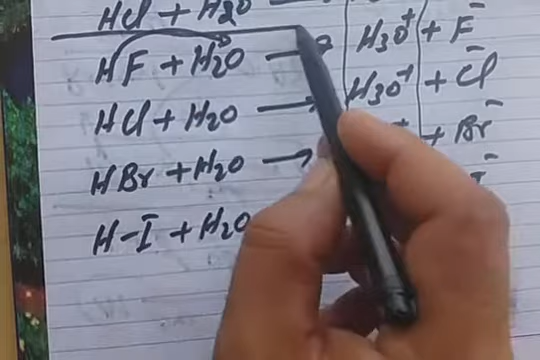 HCl + H2O
HF + H2O → H3O+ + F-
HCl + H2O → H3O+ + Cl-
HBr + H2O → + + Br-
H-I + H2O I-